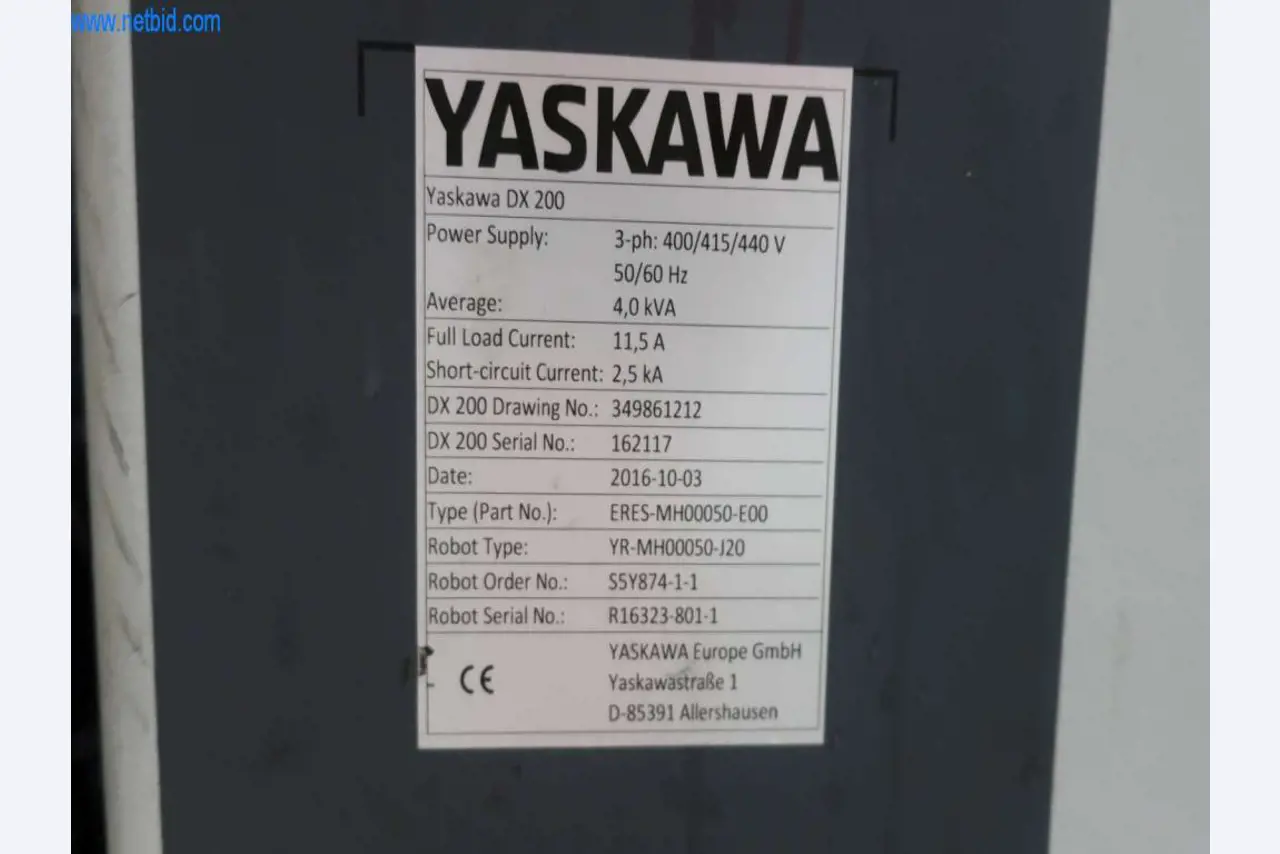 www.netbid.com
YASKAWA
Yaskawa DX 200
Power Supply: 3-ph: 400/415/440 V
50/60 Hz
Average: 4,0 kVA
Full Load Current: 11,5 A
Short-circuit Current: 2,5 kA
DX 200 Drawing No.: 349861212
DX 200 Serial No.: 162117
Date: 2016-10-03
Type (Part No.): ERES-MH00050-E00
Robot Type: YR-MH00050-J20
Robot Order No.: S5Y874-1-1
Robot Serial No.: R16323-801-1
CE
YASKAWA Europe GmbH
Yaskawastraße 1
D-85391 Allershausen